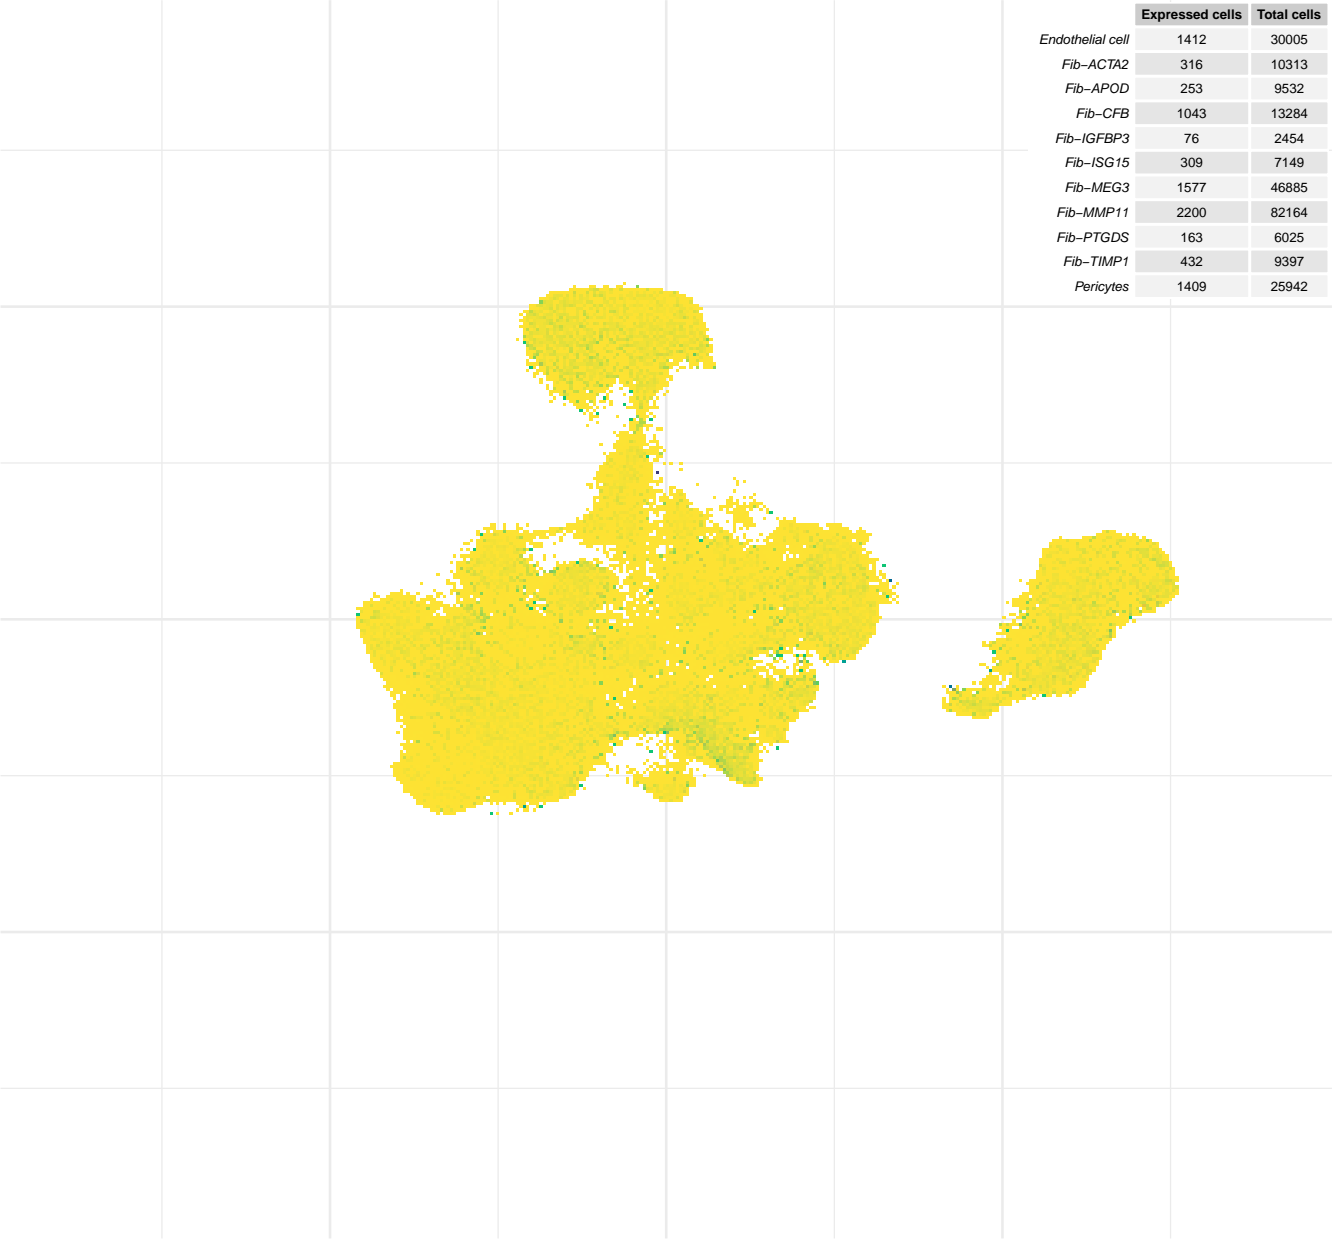 Expressed cells Total cells
Endothelial cell 1412 30005
Fib−ACTA2 316 10313
Fib−APOD 253 9532
Fib−CFB 1043 13284
Fib−IGFBP3 76 2454
Fib−ISG15 309 7149
Fib−MEG3 1577 46885
Fib−MMP11 2200 82164
Fib−PTGDS 163 6025
Fib−TIMP1 432 9397
Pericytes 1409 25942